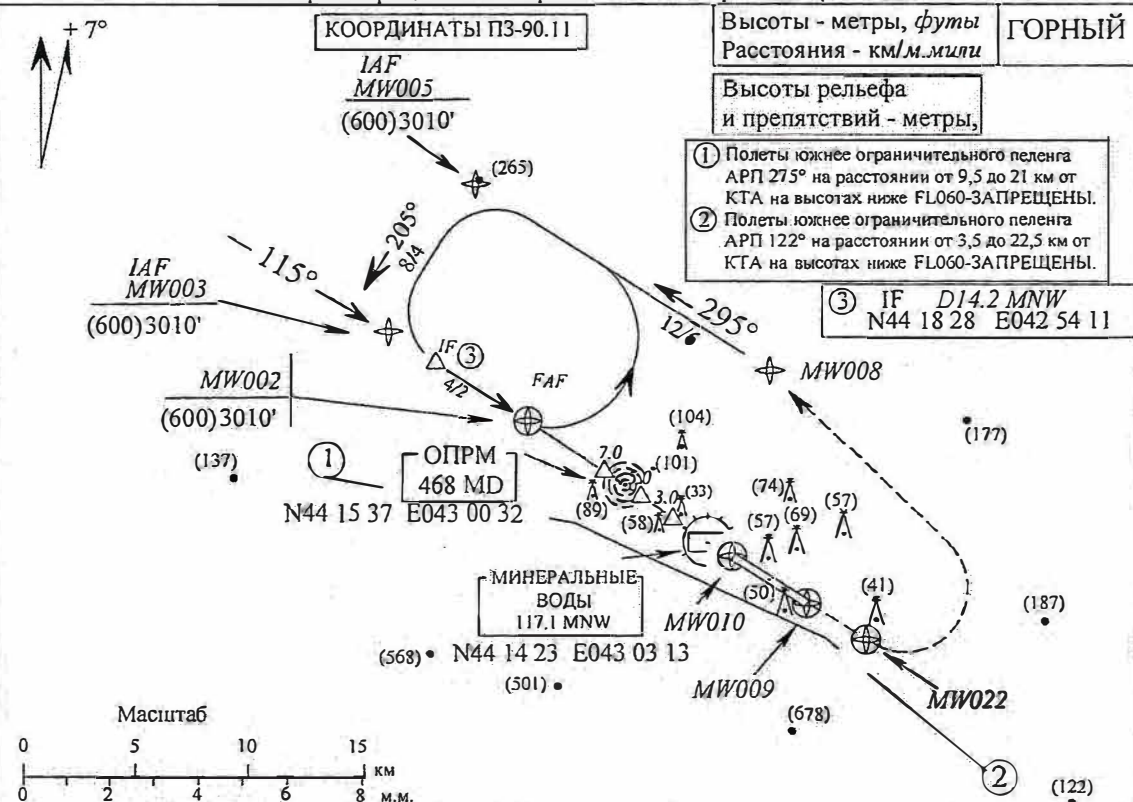 + 7°
КООРДИНАТЫ ПЗ-90.11
Высоты - метры, футы
Расстояния - км/м.мили
ГОРНЫЙ
Высоты рельефа
и препятствий - метры,
① Полеты южнее ограничительного пеленга
АРП 275° на расстоянии от 9,5 до 21 км от
КТА на высотах ниже FL060-ЗАПРЕЩЕНЫ.
② Полеты южнее ограничительного пеленга
АРП 122° на расстоянии от 3,5 до 22,5 км от
КТА на высотах ниже FL060-ЗАПРЕЩЕНЫ.
③ IF D14.2 MNW
N44 18 28 E042 54 11
IAF
MW005
(600)3010'
(265)
205°
8/4
115°
IAF
MW003
(600)3010'
295°
12/6
MW008
IF ③
4/2
FAF
MW002
(600)3010'
(177)
(104)
(137)
①
ОПРМ
468 MD
N44 15 37 E043 00 32
7.0
(101)
(89)
3.0
(33)
(58)
(74)
(57)
(69)
(57)
МИНЕРАЛЬНЫЕ
ВОДЫ
117.1 MNW
N44 14 23 E043 03 13
MW010
(50)
(41)
(187)
(568)
(501)
MW009
MW022
(678)
②
(122)
Масштаб
0 5 10 15
км
0 2 4 6 8
м.м.